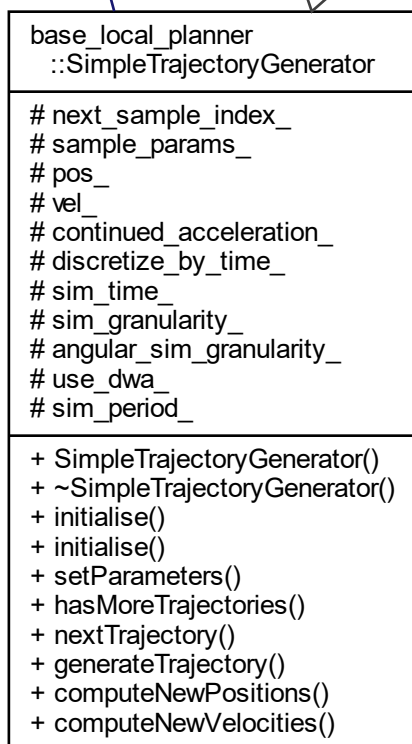 base_local_planner
::SimpleTrajectoryGenerator
# next_sample_index_
# sample_params_
# pos_
# vel_
# continued_acceleration_
# discretize_by_time_
# sim_time_
# sim_granularity_
# angular_sim_granularity_
# use_dwa_
# sim_period_
+ SimpleTrajectoryGenerator()
+ ~SimpleTrajectoryGenerator()
+ initialise()
+ initialise()
+ setParameters()
+ hasMoreTrajectories()
+ nextTrajectory()
+ generateTrajectory()
+ computeNewPositions()
+ computeNewVelocities()